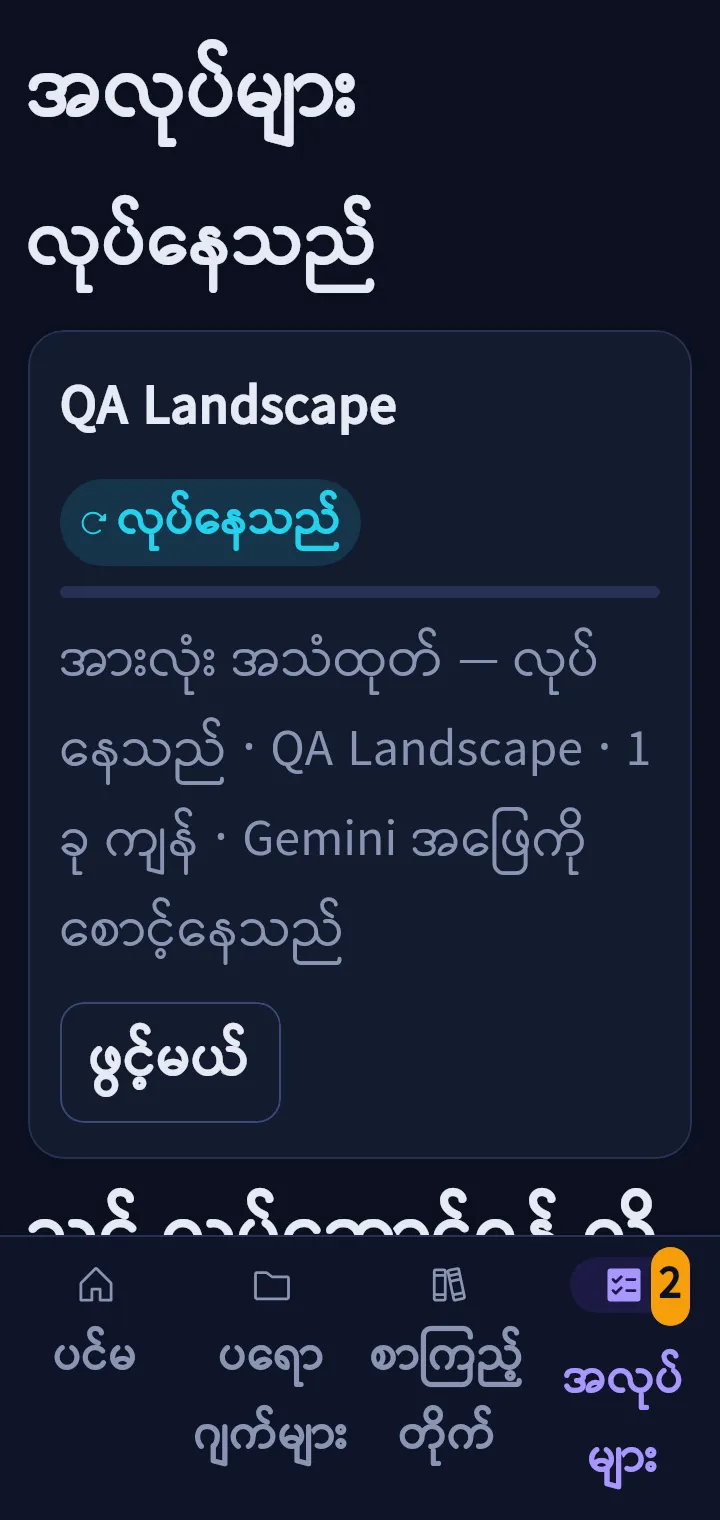 အလုပ်များ
လုပ်နေသည်
QA Landscape
လုပ်နေသည်
အားလုံး အသံထုတ် — လုပ်
နေသည် · QA Landscape · 1
ခု ကျန် · Gemini အဖြေကို
စောင့်နေသည်
ဖွင့်မယ်
2
ပင်မ
ပရော
ဂျက်များ
စာကြည့်
တိုက်
အလုပ်
များ